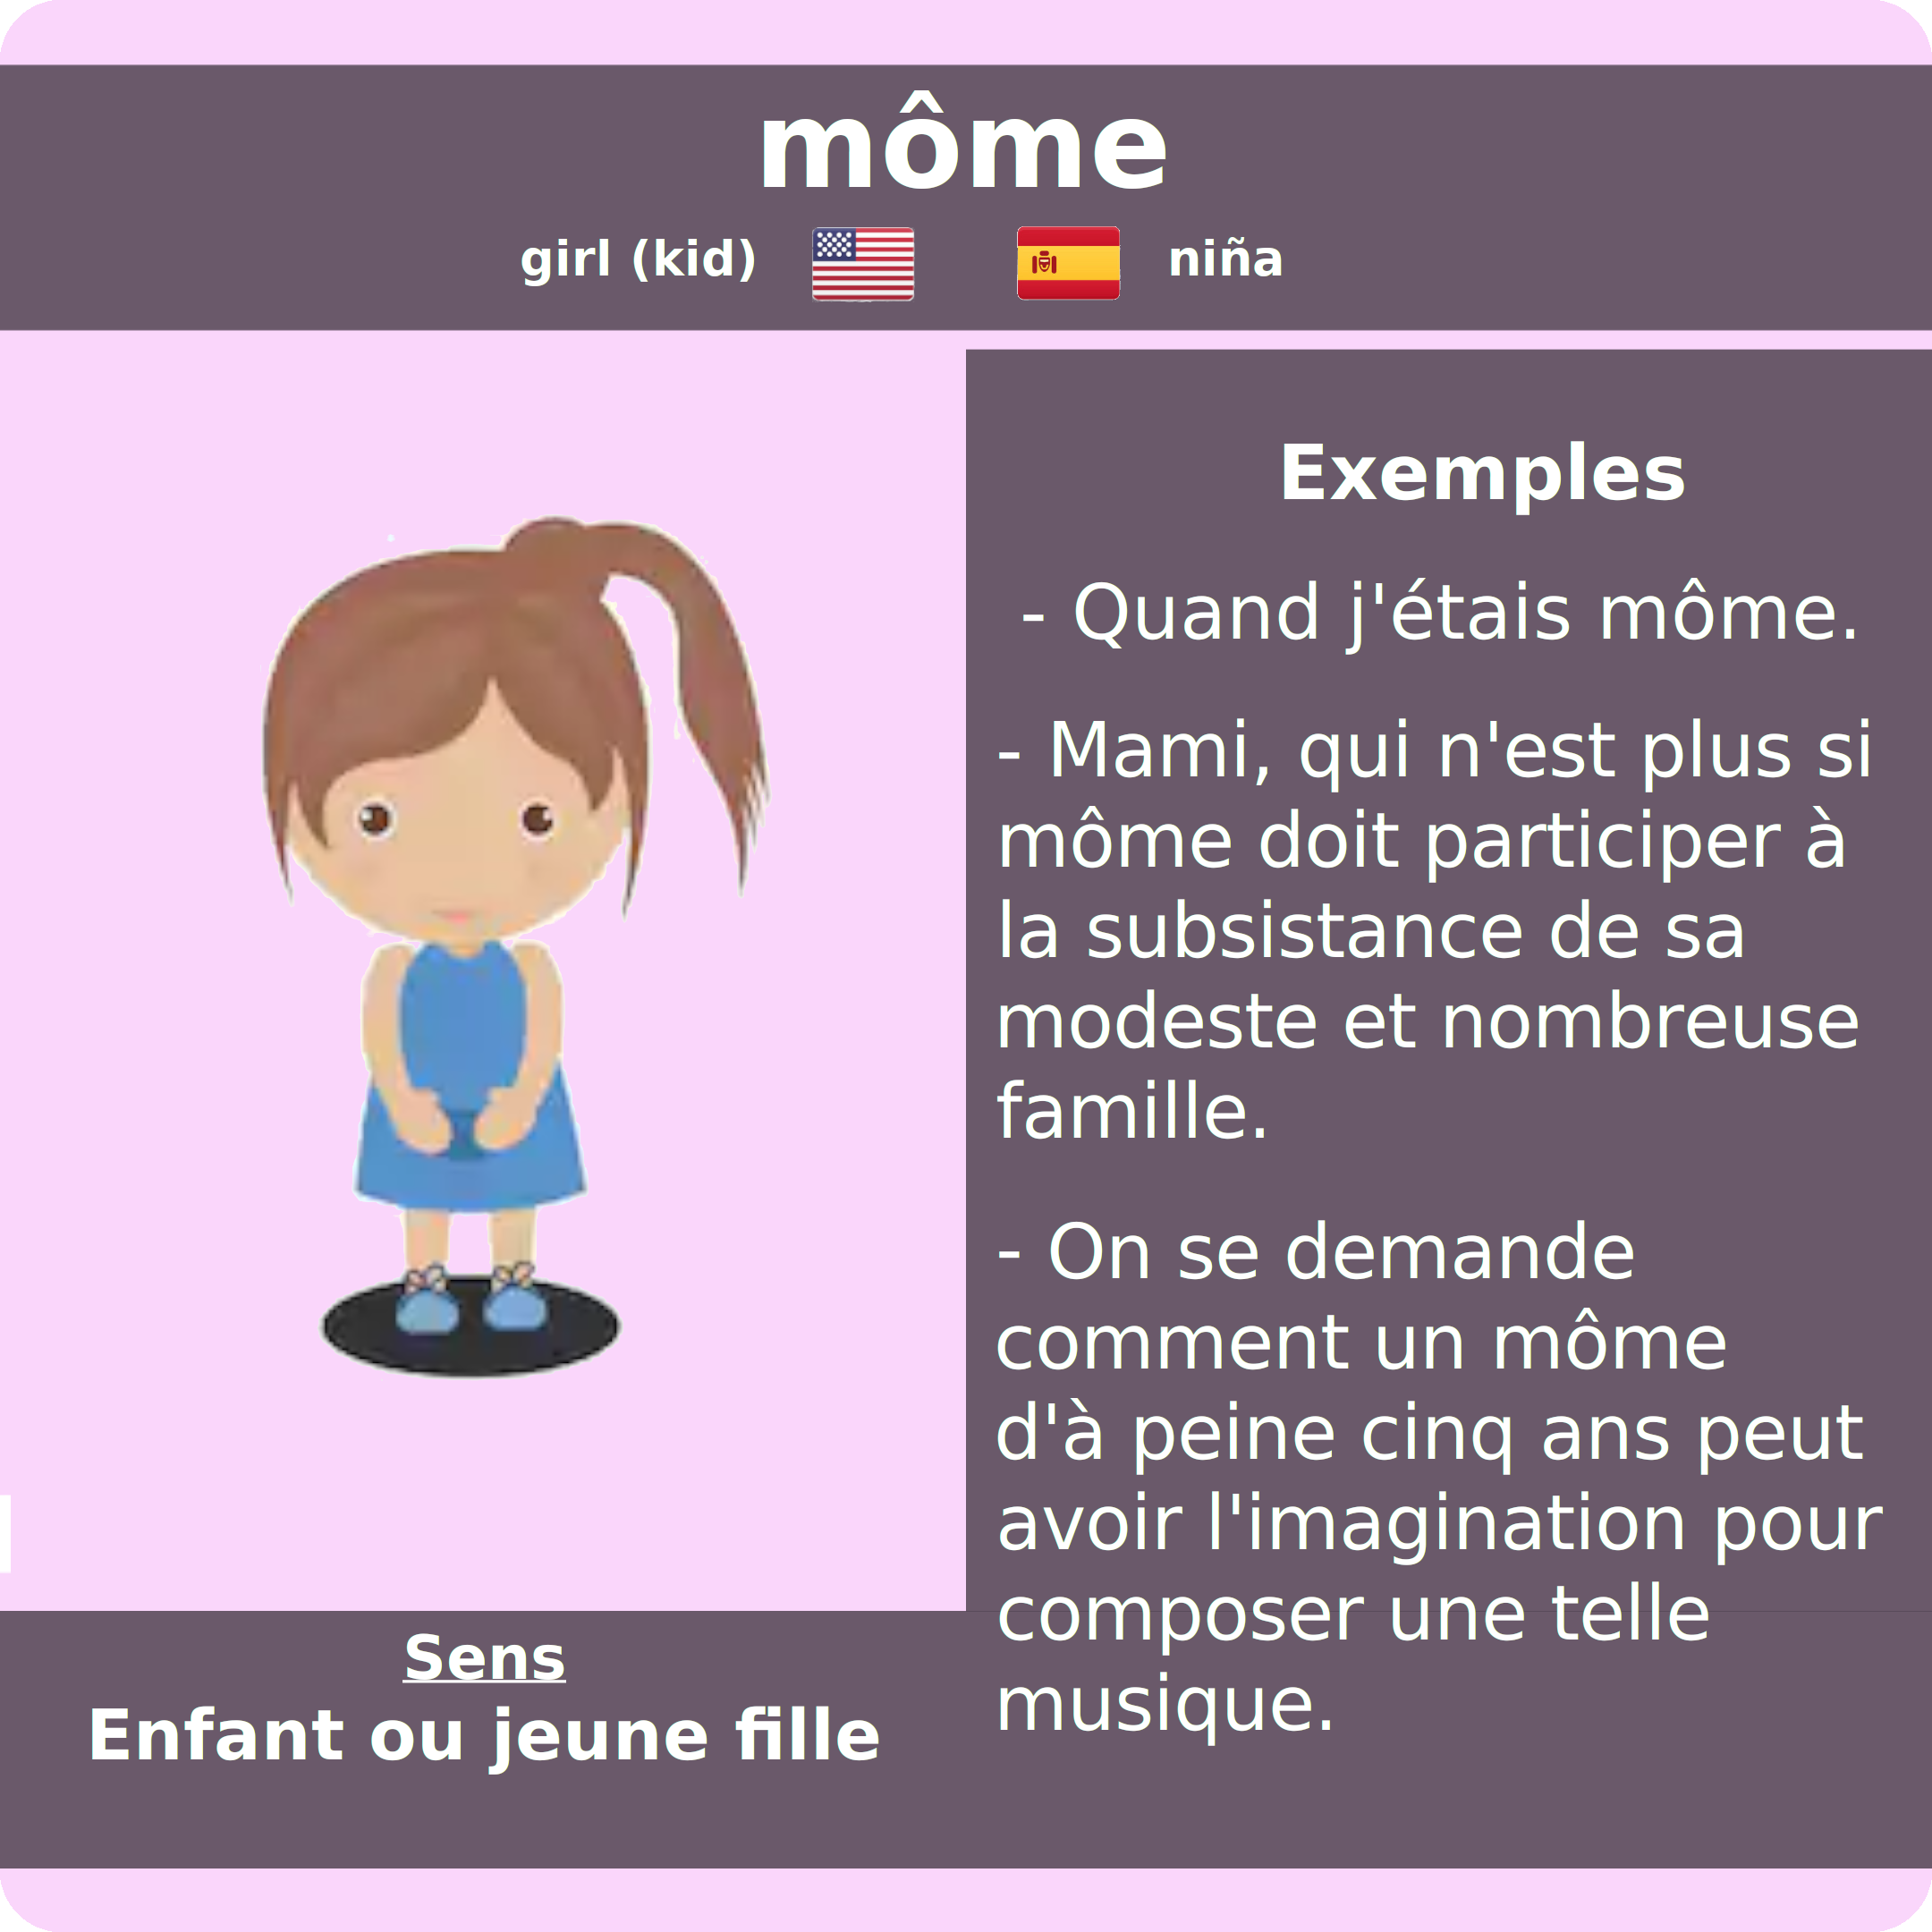 môme
girl (kid)
niña
Exemples
- Quand j'étais môme.
- Mami, qui n'est plus si
môme doit participer à
la subsistance de sa
modeste et nombreuse
famille.
- On se demande
comment un môme
d'à peine cinq ans peut
avoir l'imagination pour
composer une telle
musique.
Sens
Enfant ou jeune fille